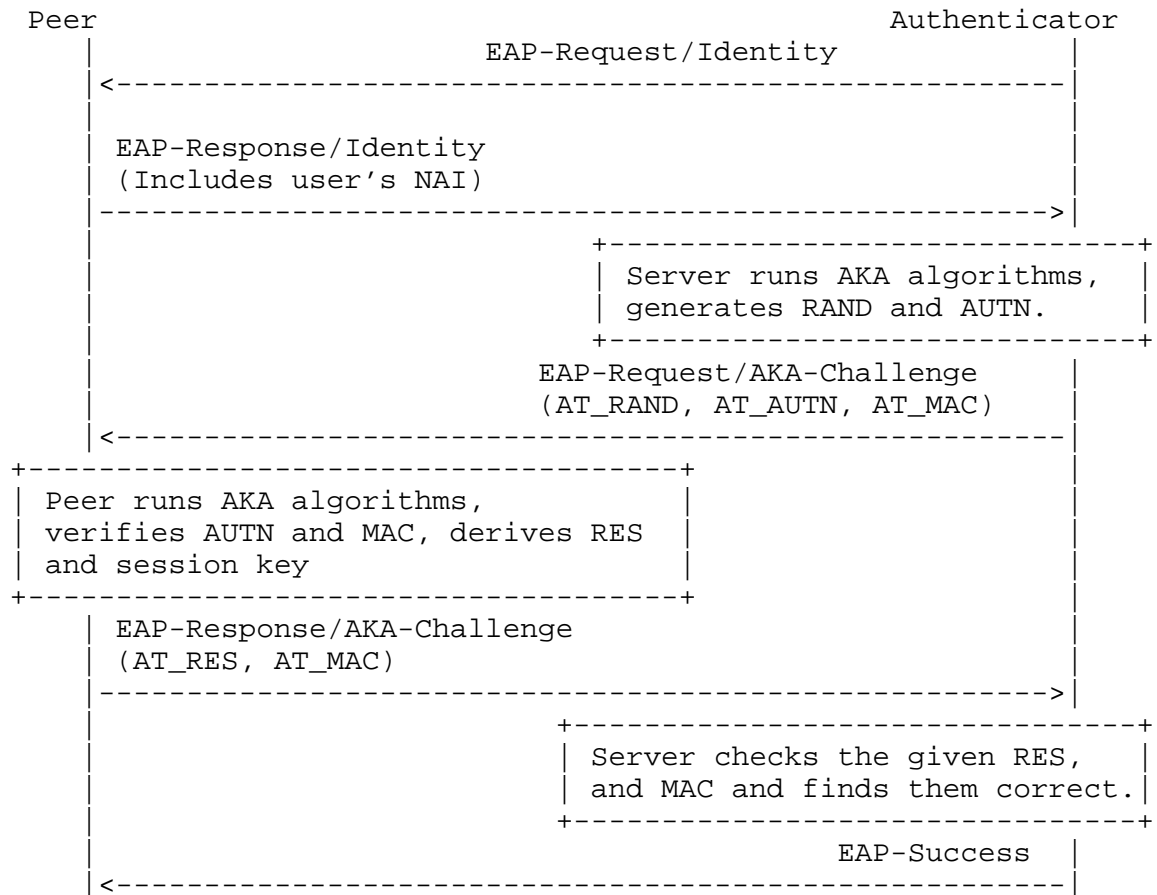 Peer Authenticator
EAP-Request/Identity
EAP-Response/Identity
(Includes user's NAI)
Server runs AKA algorithms,
generates RAND and AUTN.
EAP-Request/AKA-Challenge
(AT_RAND, AT_AUTN, AT_MAC)
Peer runs AKA algorithms,
verifies AUTN and MAC, derives RES
and session key
EAP-Response/AKA-Challenge
(AT_RES, AT_MAC)
Server checks the given RES,
and MAC and finds them correct.
EAP-Success